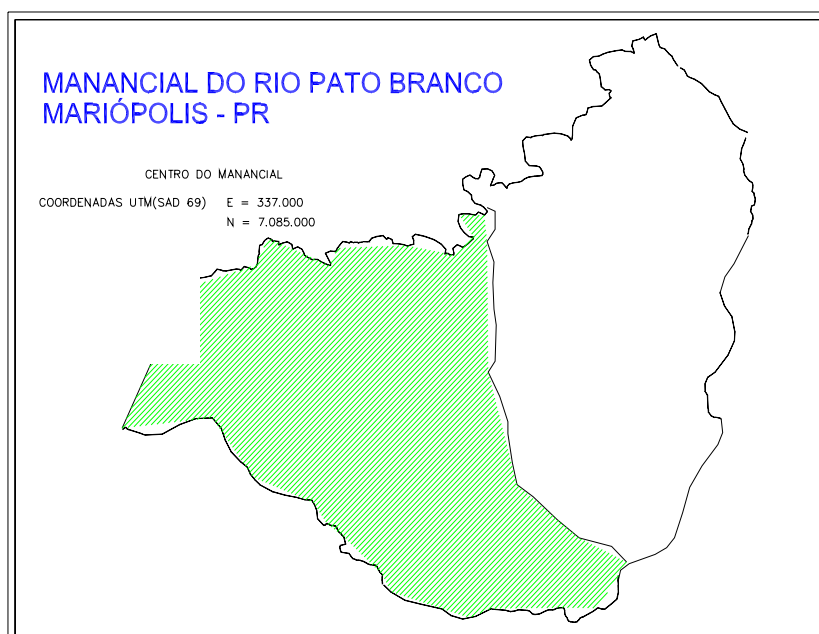 MANANCIAL DO RIO PATO BRANCO
MARIÓPOLIS - PR
CENTRO DO MANANCIAL
COORDENADAS UTM(SAD 69) E = 337.000
N = 7.085.000